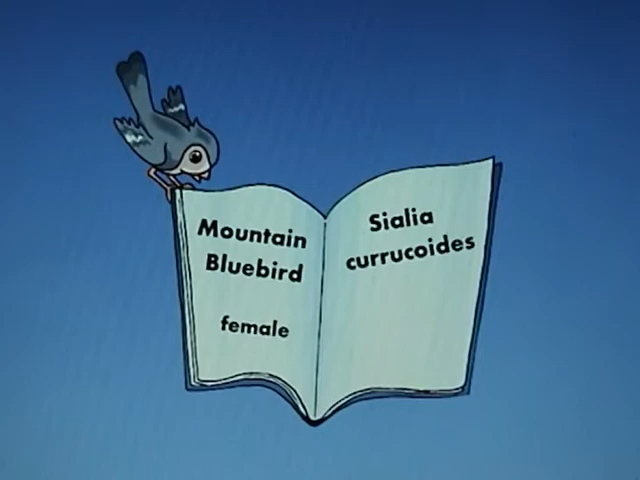 Mountain
Bluebird
female
Sialia
currucoides